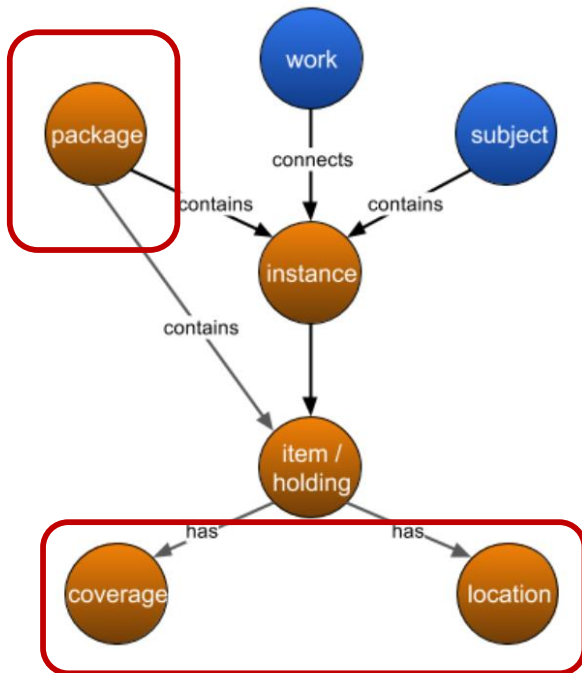 work
package
subject
connects
contains
contains
instance
contains
item /
holding
has
has
coverage
location